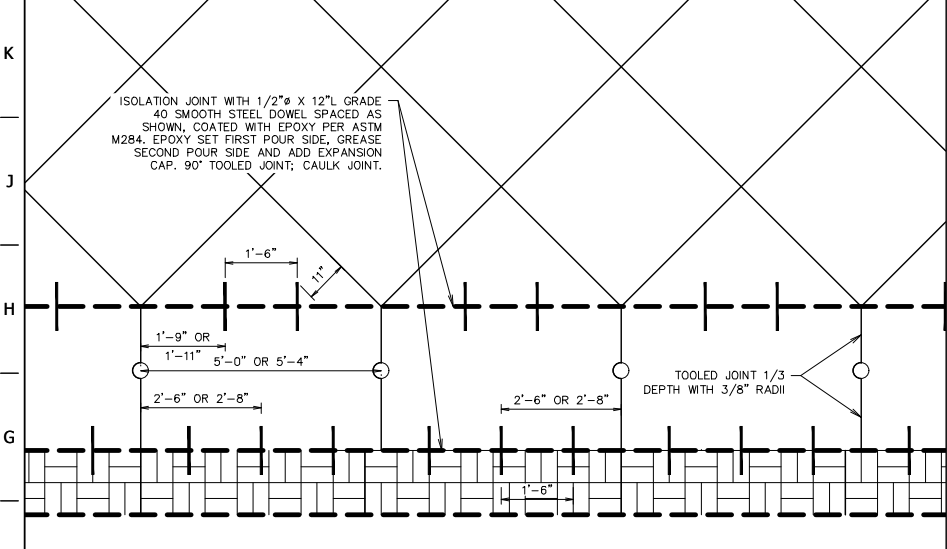 K
ISOLATION JOINT WITH 1/2"ø X 12"L GRADE
40 SMOOTH STEEL DOWEL SPACED AS
SHOWN, COATED WITH EPOXY PER ASTM
M284. EPOXY SET FIRST POUR SIDE, GREASE
SECOND POUR SIDE AND ADD EXPANSION
CAP. 90° TOOLED JOINT; CAULK JOINT.
J
1'-6"
11"
H
1'-9" OR
1'-11"
5'-0" OR 5'-4"
TOOLED JOINT 1/3
DEPTH WITH 3/8" RADII
2'-6" OR 2'-8"
2'-6" OR 2'-8"
G
1'-6"